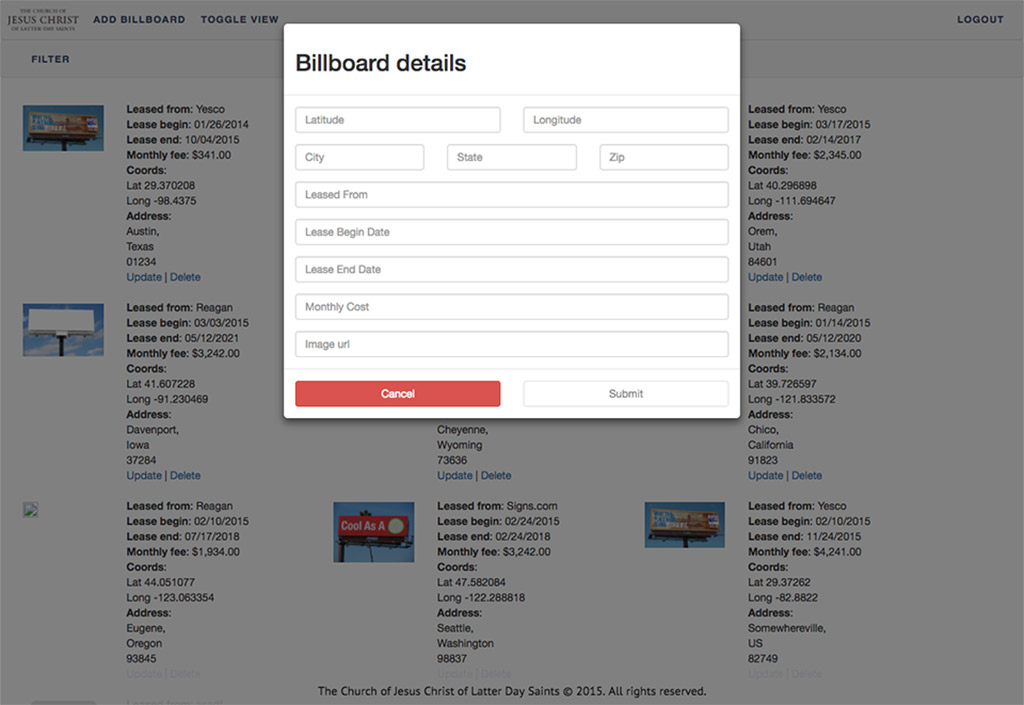 THE CHURCH OF
JESUS CHRIST
OF LATTER-DAY SAINTS
ADD BILLBOARD
TOGGLE VIEW
LOGOUT
FILTER
Billboard details
Latitude
Longitude
City
State
Zip
Leased From
Lease Begin Date
Lease End Date
Monthly Cost
Image url
Cancel
Submit
Leased from: Yesco
Lease begin: 01/26/2014
Lease end: 10/04/2015
Monthly fee: $341.00
Coords:
Lat 29.370208
Long -98.4375
Address:
Austin,
Texas
01234
Update | Delete
Leased from: Yesco
Lease begin: 03/17/2015
Lease end: 02/14/2017
Monthly fee: $2,345.00
Coords:
Lat 40.296898
Long -111.694647
Address:
Orem,
Utah
84601
Update | Delete
Leased from: Reagan
Lease begin: 03/03/2015
Lease end: 05/12/2021
Monthly fee: $3,242.00
Coords:
Lat 41.607228
Long -91.230469
Address:
Davenport,
Iowa
37284
Update | Delete
Cheyenne,
Wyoming
73636
Update | Delete
Leased from: Reagan
Lease begin: 01/14/2015
Lease end: 05/12/2020
Monthly fee: $2,134.00
Coords:
Lat 39.726597
Long -121.833572
Address:
Chico,
California
91823
Update | Delete
Leased from: Reagan
Lease begin: 02/10/2015
Lease end: 07/17/2018
Monthly fee: $1,934.00
Coords:
Lat 44.051077
Long -123.063354
Address:
Eugene,
Oregon
93845
Update | Delete
Cool As A
Leased from: Signs.com
Lease begin: 02/24/2015
Lease end: 02/24/2018
Monthly fee: $3,242.00
Coords:
Lat 47.582084
Long -122.288818
Address:
Seattle,
Washington
98837
Update | Delete
Leased from: Yesco
Lease begin: 02/10/2015
Lease end: 11/24/2015
Monthly fee: $4,241.00
Coords:
Lat 29.37262
Long -82.8822
Address:
Somewhereville,
US
82749
Update | Delete
The Church of Jesus Christ of Latter Day Saints © 2015. All rights reserved.